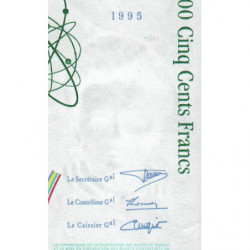 1995
00 Cinq Cents Francs
Le Secrétaire Gal
Le Contrôleur Gal
Le Caissier Gal